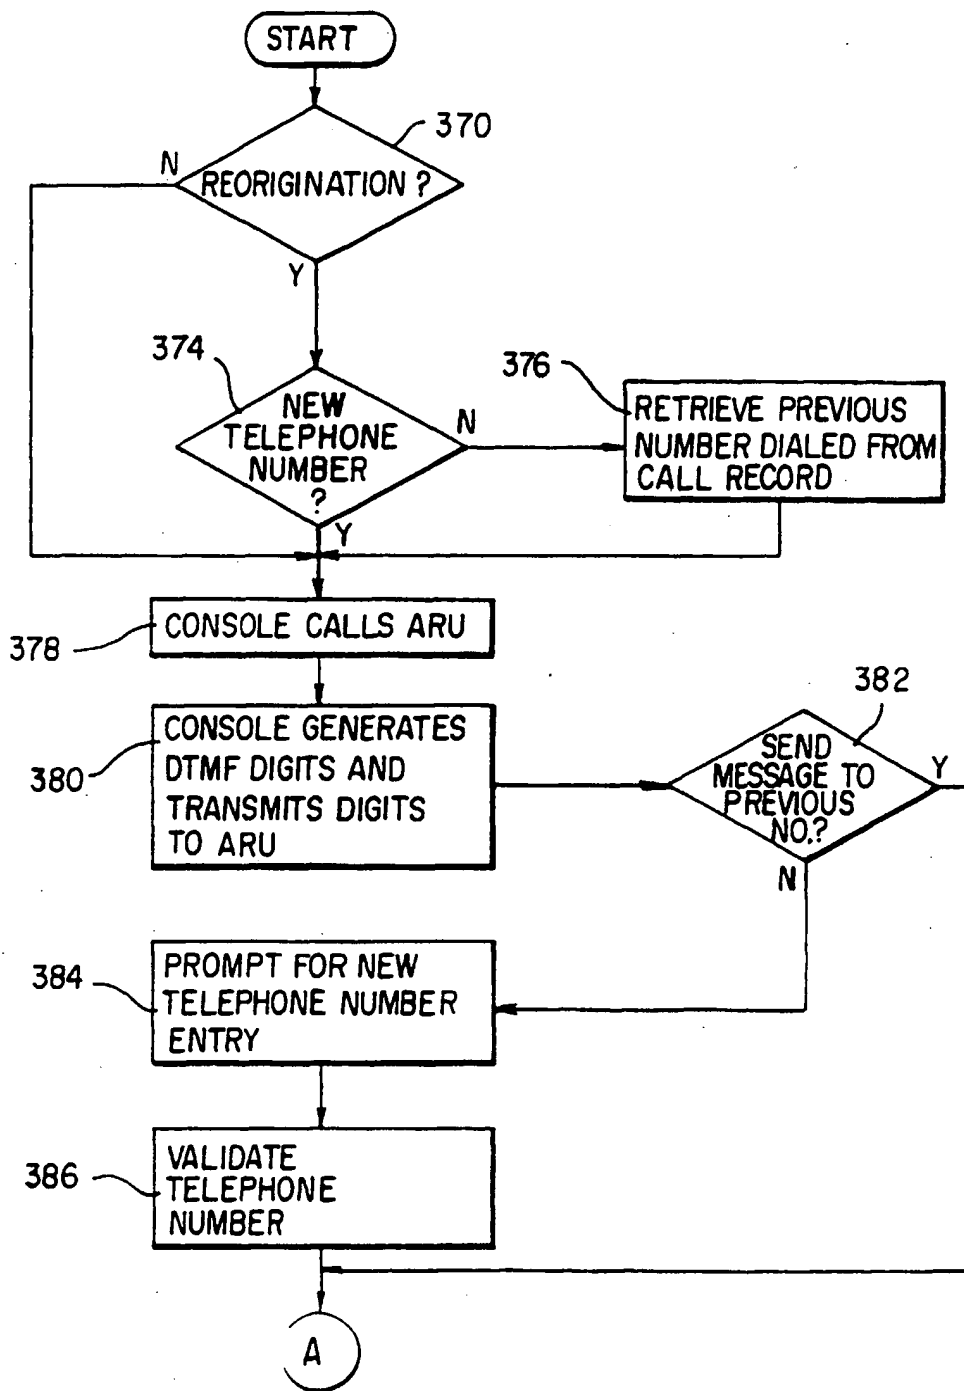 START
370
N
REORIGINATION ?
Y
374
376
NEW
TELEPHONE
NUMBER
?
N
RETRIEVE PREVIOUS
NUMBER DIALED FROM
CALL RECORD
Y
CONSOLE CALLS ARU
378
382
CONSOLE GENERATES
DTMF DIGITS AND
TRANSMITS DIGITS
TO ARU
380
SEND
MESSAGE TO
PREVIOUS
NO.?
Y
N
384
PROMPT FOR NEW
TELEPHONE NUMBER
ENTRY
386
VALIDATE
TELEPHONE
NUMBER
A